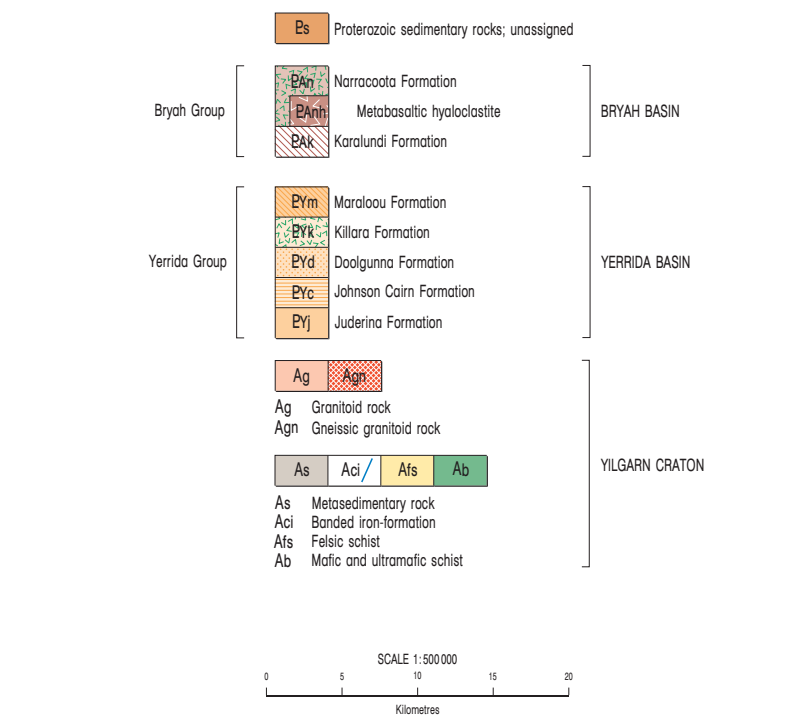 Ps Proterozoic sedimentary rocks; unassigned
PAn Narracoota Formation
Bryah Group PAnh Metabasaltic hyaloclastite BRYAH BASIN
PAk Karalundi Formation
PYm Maraloou Formation
PYk Killara Formation
Yerrida Group PYd Doolgunna Formation YERRIDA BASIN
PYc Johnson Cairn Formation
PYj Juderina Formation
Ag Agn
Ag Granitoid rock
Agn Gneissic granitoid rock
YILGARN CRATON
As Aci Afs Ab
As Metasedimentary rock
Aci Banded iron-formation
Afs Felsic schist
Ab Mafic and ultramafic schist
SCALE 1:500 000
0 5 10 15 20
Kilometres